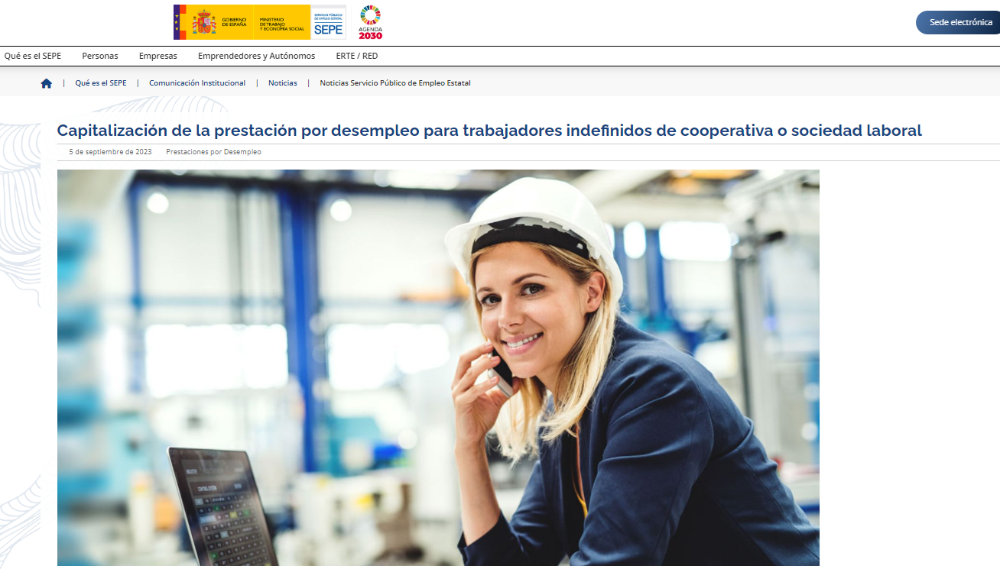 GOBIERNO
DE ESPAÑA
MINISTERIO
DE TRABAJO
Y ECONOMÍA SOCIAL
SERVICIO PÚBLICO
DE EMPLEO ESTATAL
SEPE
AGENDA
2030
Sede electrónica
Qué es el SEPE Personas Empresas Emprendedores y Autónomos ERTE / RED
| Qué es el SEPE | Comunicación Institucional | Noticias | Noticias Servicio Público de Empleo Estatal
Capitalización de la prestación por desempleo para trabajadores indefinidos de cooperativa o sociedad laboral
5 de septiembre de 2023 Prestaciones por Desempleo